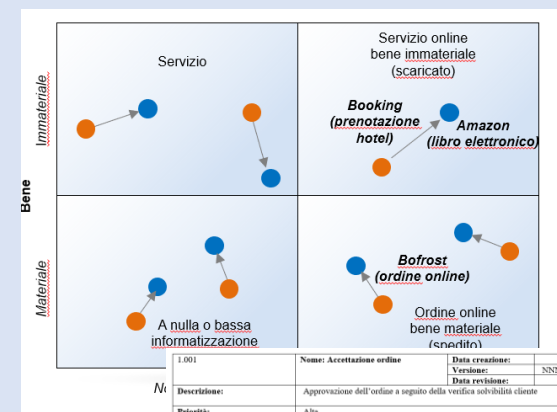 Servizio
Servizio online
bene immateriale
(scaricato)
Immateriale
Booking
(prenotazione
hotel)
Amazon
(libro elettronico)
Bene
Materiale
Bofrost
(ordine online)
A nulla o bassa
informatizzazione
Ordine online
bene materiale
(spedito)
1.001
Nome: Accettazione ordine
Data creazione:
Versione:
Data revisione:
Descrizione:
Approvazione dell'ordine a seguito della verifica solvibilità cliente
Priorità:
Alta